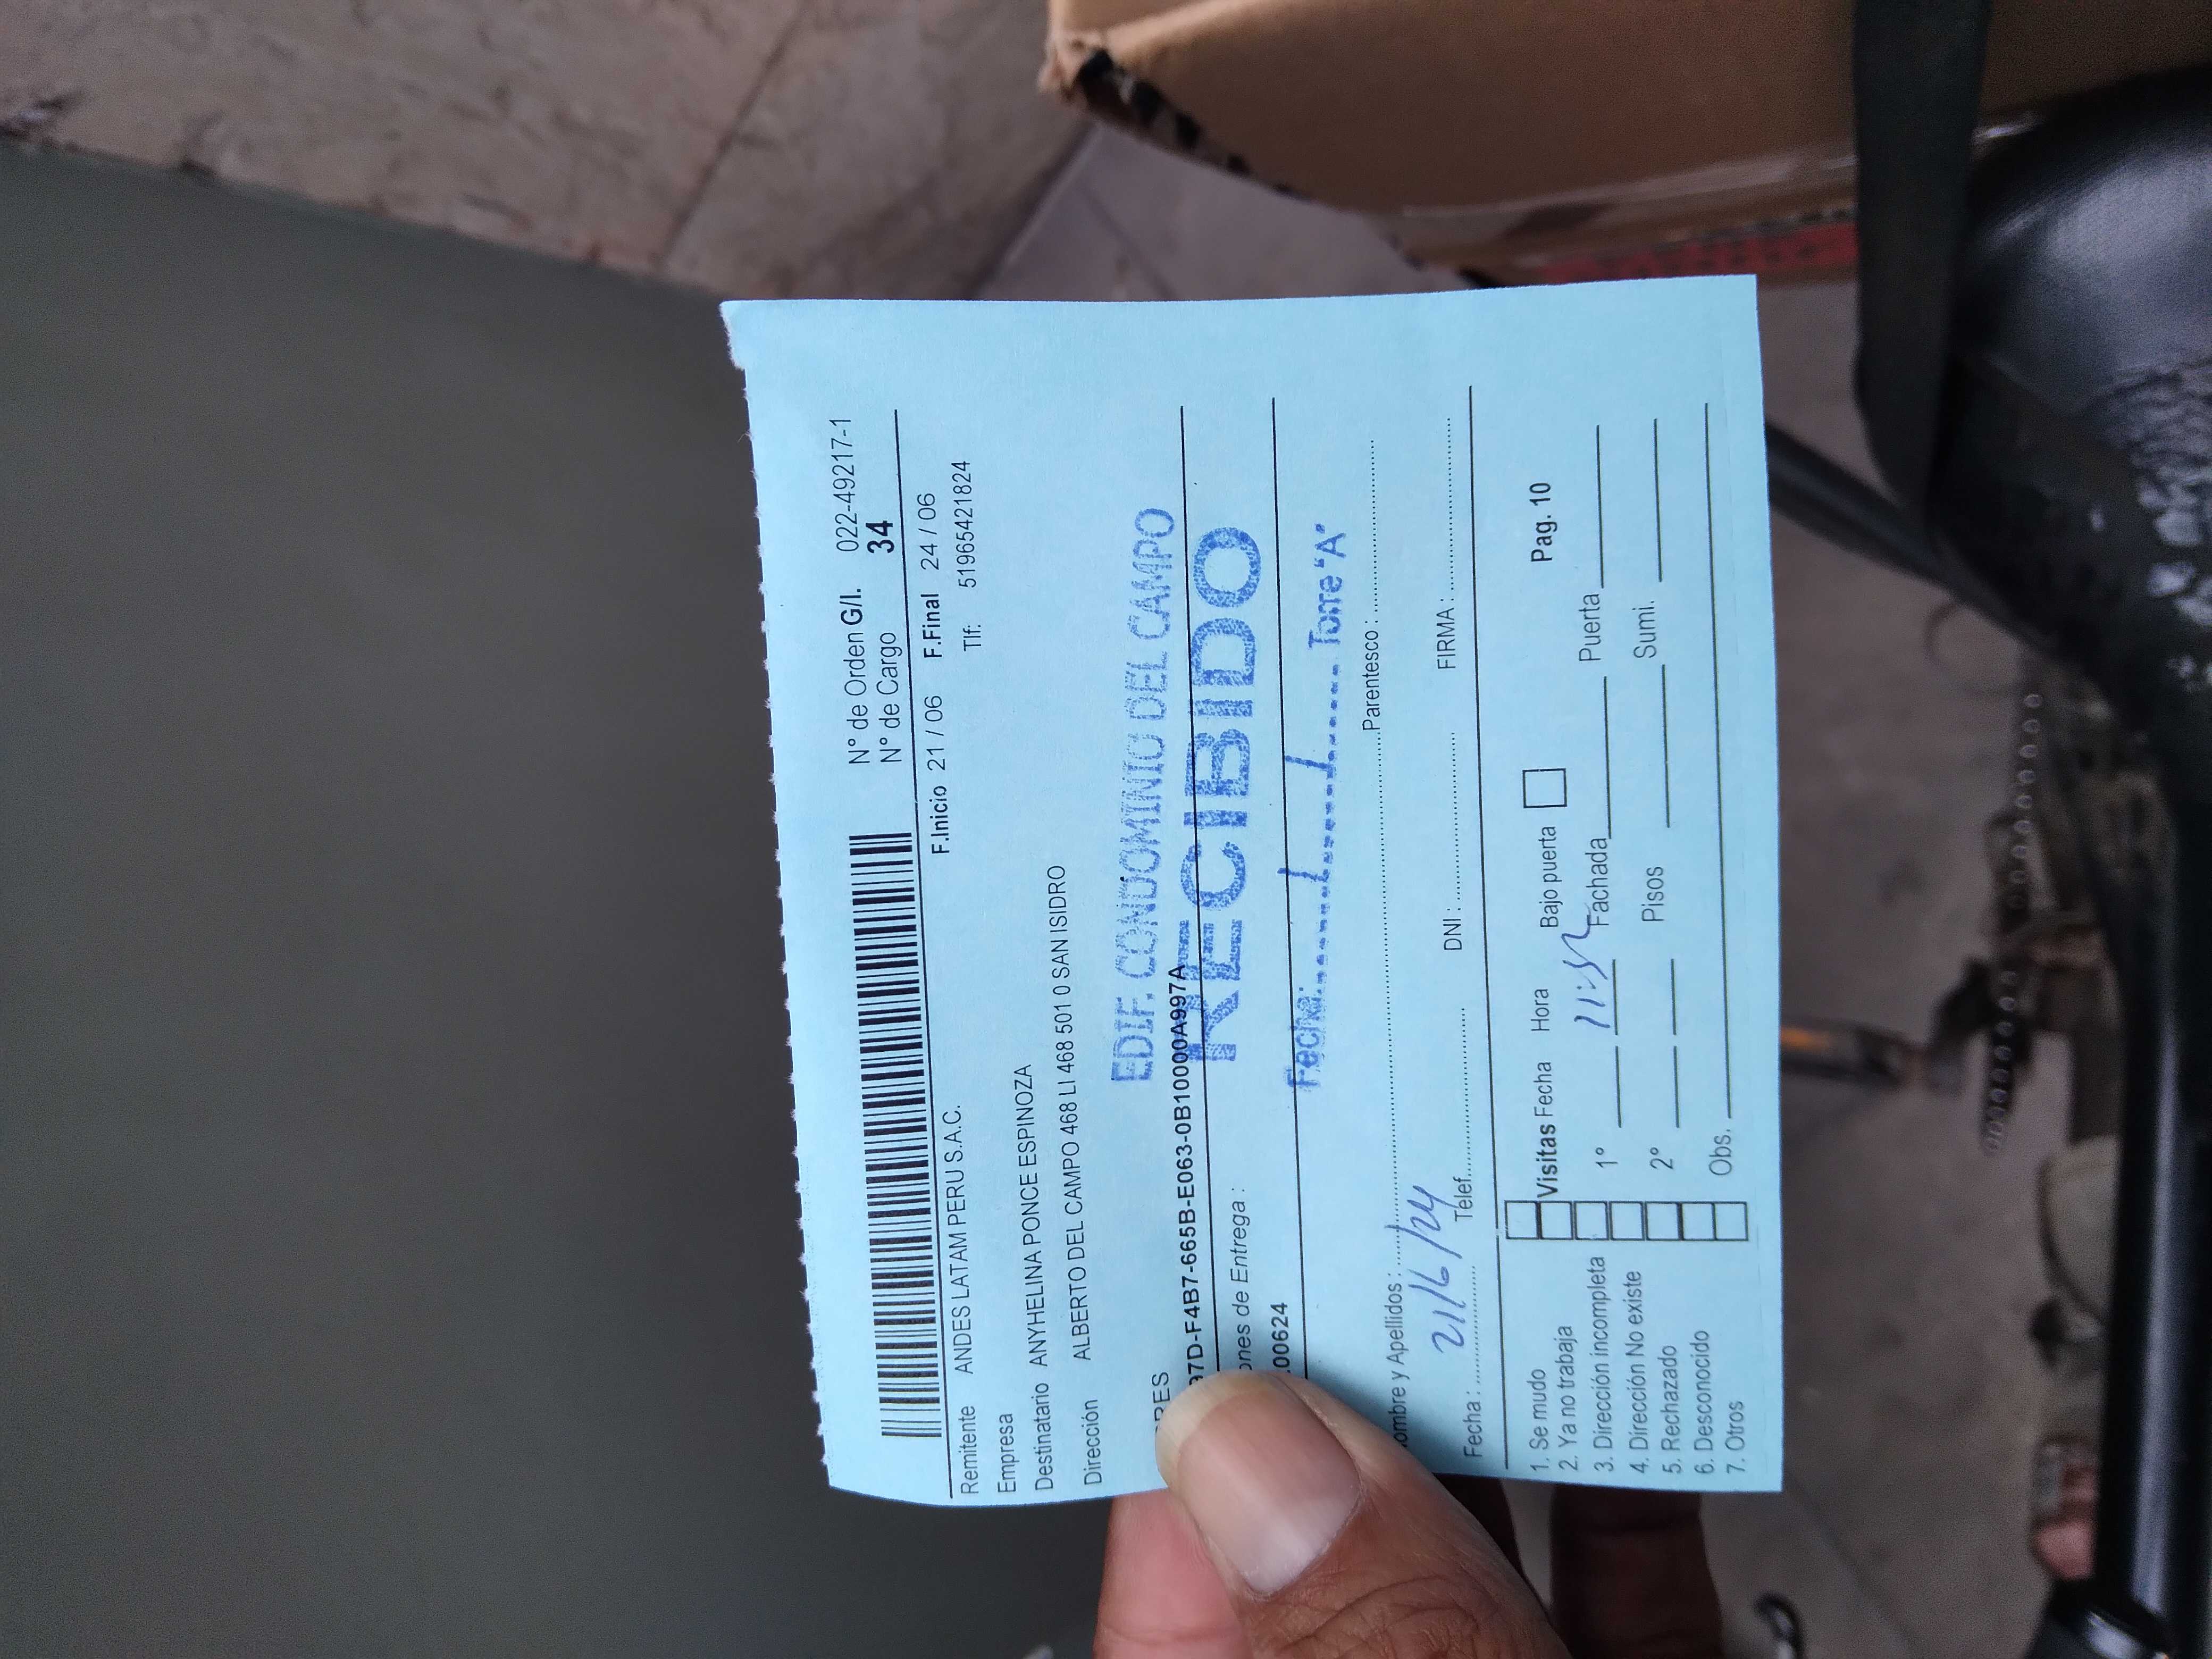 N° de Orden G/I. 022-49217-1
N° de Cargo 34
F.Inicio 21 / 06 F.Final 24 / 06
Remitente ANDES LATAM PERU S.A.C. Tlf: 51965421824
Empresa
Destinatario ANYHELINA PONCE ESPINOZA
Dirección ALBERTO DEL CAMPO 468 LI 468 501 0 SAN ISIDRO
EDIF. CONDOMINIO DEL CAMPO
97D-F4B7-665B-E063-0B100000A997A
RECIBIDO
ones de Entrega :
00624
Fecha: / / Torre "A"
ombre y Apellidos : Parentesco :
21/6/24
Fecha : Telef. DNI : FIRMA :
1. Se mudo
2. Ya no trabaja
3. Dirección incompleta
4. Dirección No existe
5. Rechazado
6. Desconocido
7. Otros
Visitas Fecha Hora Bajo puerta Pag. 10
1° Fachada Puerta
2° Pisos Sumi.
Obs.